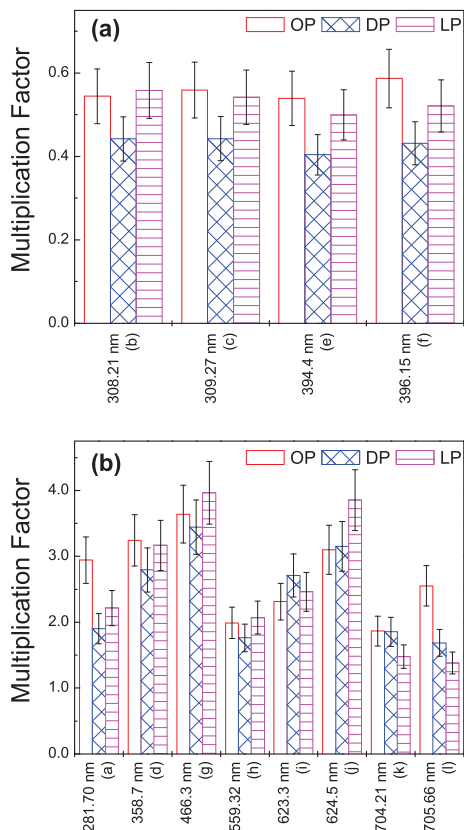 (a)
OP DP LP
Multiplication Factor
0.6
0.4
0.2
0.0
308.21 nm
(b)
309.27 nm
(c)
394.4 nm
(e)
396.15 nm
(f)
(b)
OP DP LP
Multiplication Factor
4.0
3.0
2.0
1.0
0.0
281.70 nm
(a)
358.7 nm
(d)
466.3 nm
(g)
559.32 nm
(h)
623.3 nm
(i)
624.5 nm
(j)
704.21 nm
(k)
705.66 nm
(l)